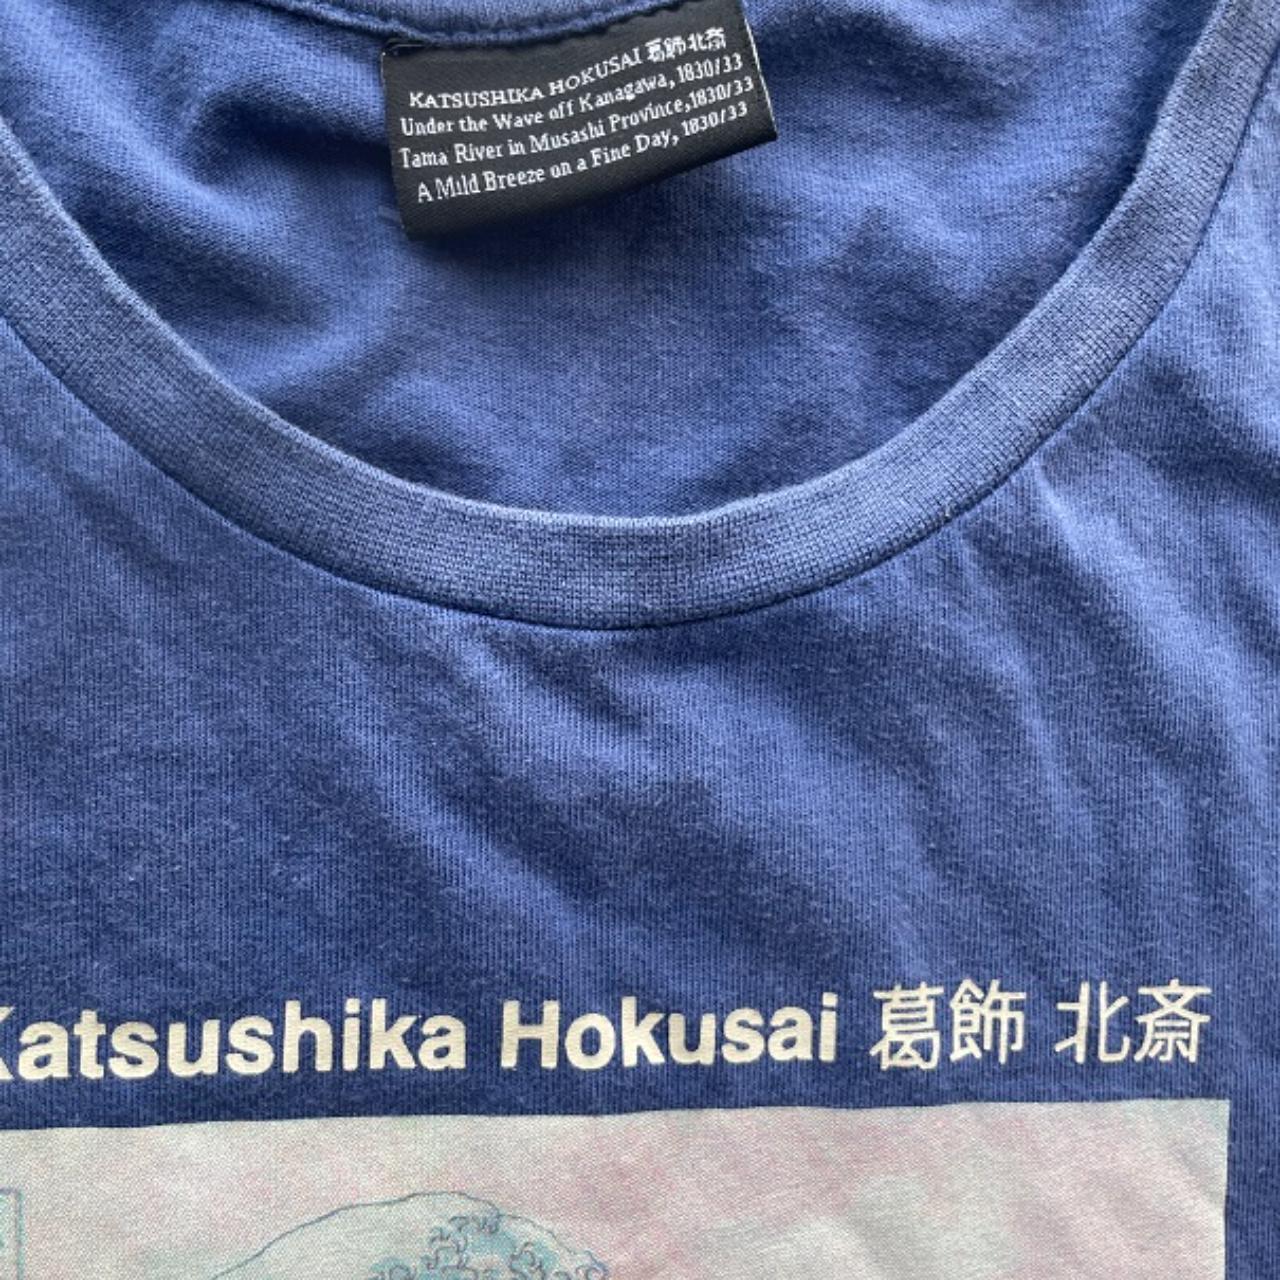 KATSUSHIKA HOKUSAI 葛飾北斎
Under the Wave off Kanagawa, 1830/33
Tama River in Musashi Province,1830/33
A Mild Breeze on a Fine Day, 1830/33
Katsushika Hokusai 葛飾 北斎